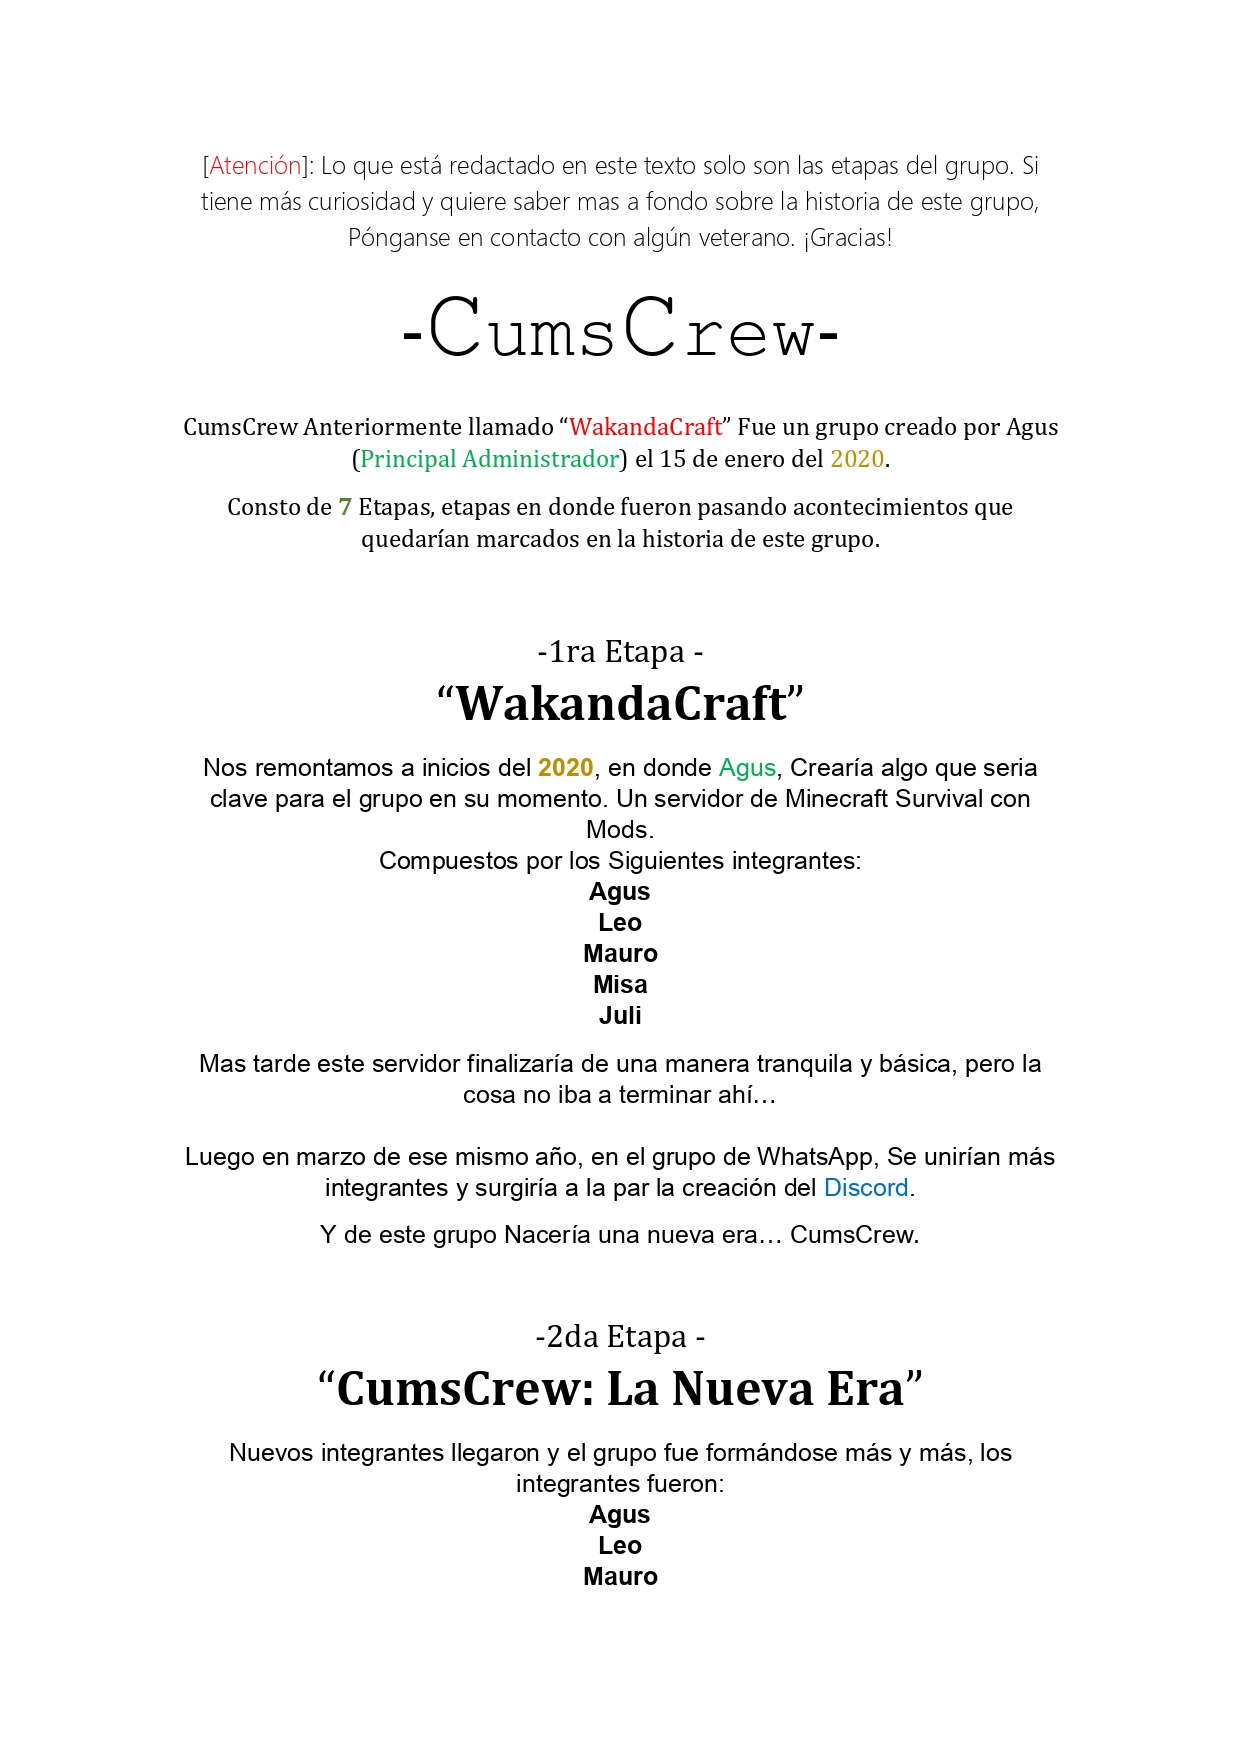 [Atención]: Lo que está redactado en este texto solo son las etapas del grupo. Si
tiene más curiosidad y quiere saber mas a fondo sobre la historia de este grupo,
Pónganse en contacto con algún veterano. ¡Gracias!
-CumsCrew-
CumsCrew Anteriormente llamado “WakandaCraft” Fue un grupo creado por Agus
(Principal Administrador) el 15 de enero del 2020.
Consto de 7 Etapas, etapas en donde fueron pasando acontecimientos que
quedarían marcados en la historia de este grupo.
-1ra Etapa -
“WakandaCraft”
Nos remontamos a inicios del 2020, en donde Agus, Crearía algo que seria
clave para el grupo en su momento. Un servidor de Minecraft Survival con
Mods.
Compuestos por los Siguientes integrantes:
Agus
Leo
Mauro
Misa
Juli
Mas tarde este servidor finalizaría de una manera tranquila y básica, pero la
cosa no iba a terminar ahí…
Luego en marzo de ese mismo año, en el grupo de WhatsApp, Se unirían más
integrantes y surgiría a la par la creación del Discord.
Y de este grupo Nacería una nueva era… CumsCrew.
-2da Etapa -
“CumsCrew: La Nueva Era”
Nuevos integrantes llegaron y el grupo fue formándose más y más, los
integrantes fueron:
Agus
Leo
Mauro